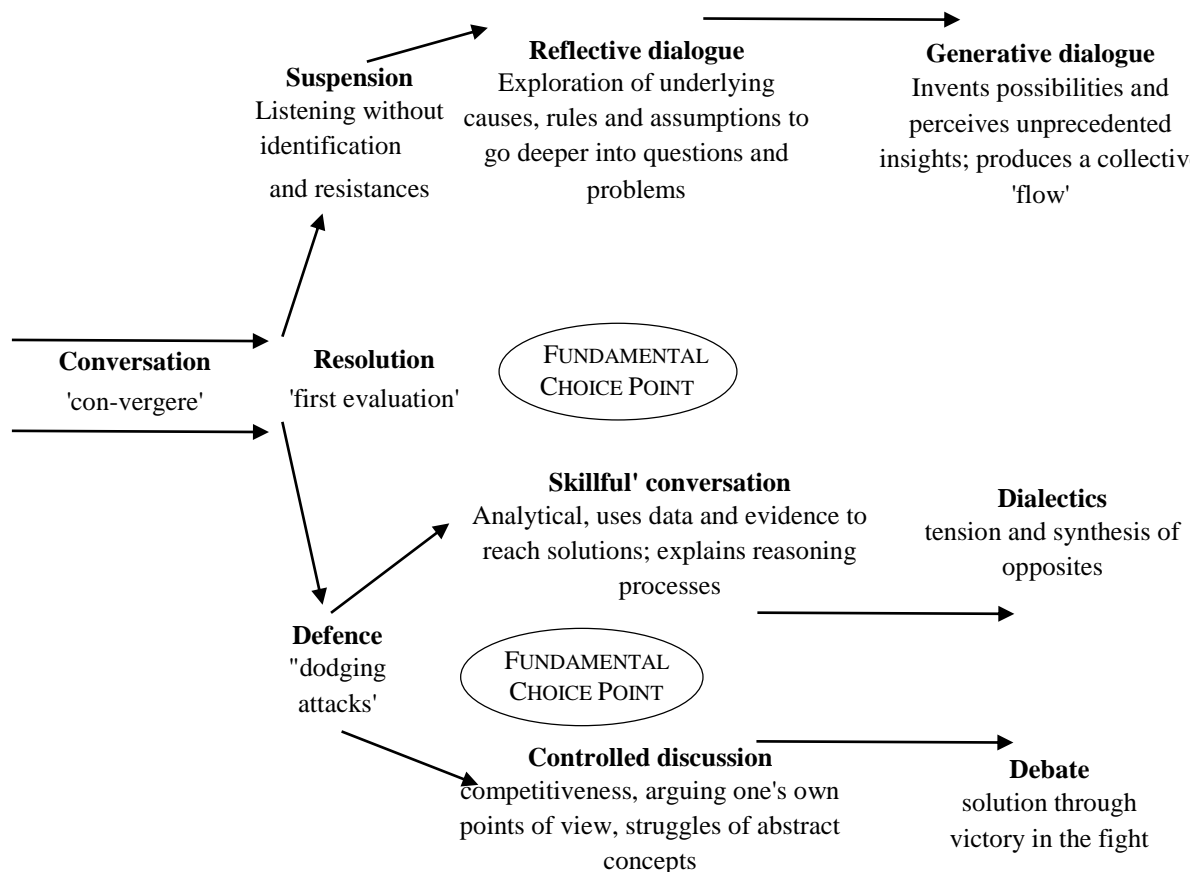 Suspension
Listening without
identification
and resistances
Reflective dialogue
Exploration of underlying
causes, rules and assumptions to
go deeper into questions and
problems
Generative dialogue
Invents possibilities and
perceives unprecedented
insights; produces a collectiv
'flow'
Conversation
'con-vergere'
Resolution
'first evaluation'
FUNDAMENTAL
CHOICE POINT
Skillful' conversation
Analytical, uses data and evidence to
reach solutions; explains reasoning
processes
Dialectics
tension and synthesis of
opposites
Defence
"dodging
attacks'
FUNDAMENTAL
CHOICE POINT
Controlled discussion
competitiveness, arguing one's own
points of view, struggles of abstract
concepts
Debate
solution through
victory in the fight